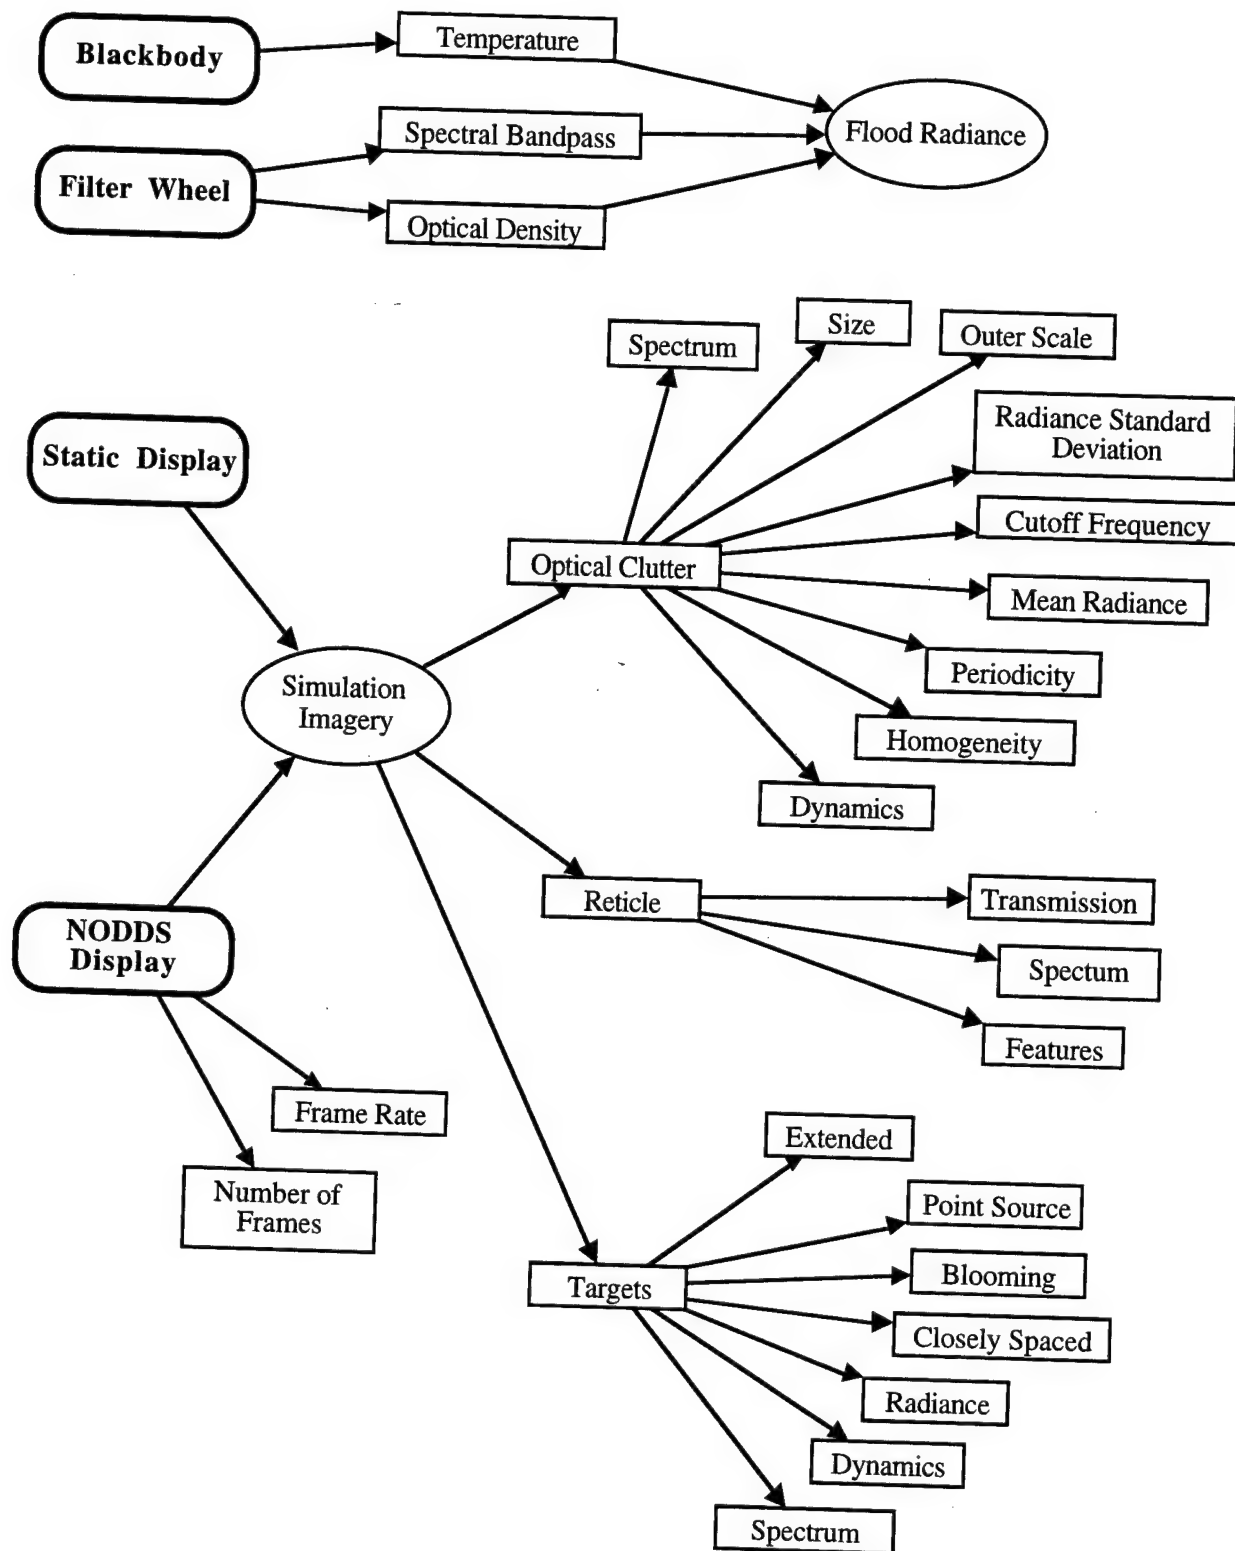 Blackbody
Temperature
Flood Radiance
Spectral Bandpass
Filter Wheel
Optical Density
Spectrum
Size
Outer Scale
Radiance Standard
Deviation
Static Display
Cutoff Frequency
Optical Clutter
Mean Radiance
Periodicity
Simulation
Imagery
Homogeneity
Dynamics
Reticle
Transmission
Spectum
Features
NODDS
Display
Frame Rate
Number of
Frames
Extended
Point Source
Blooming
Targets
Closely Spaced
Radiance
Dynamics
Spectrum